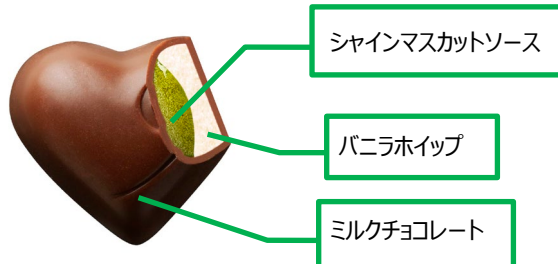 シャインマスカットソース
バニラホイップ
ミルクチョコレート